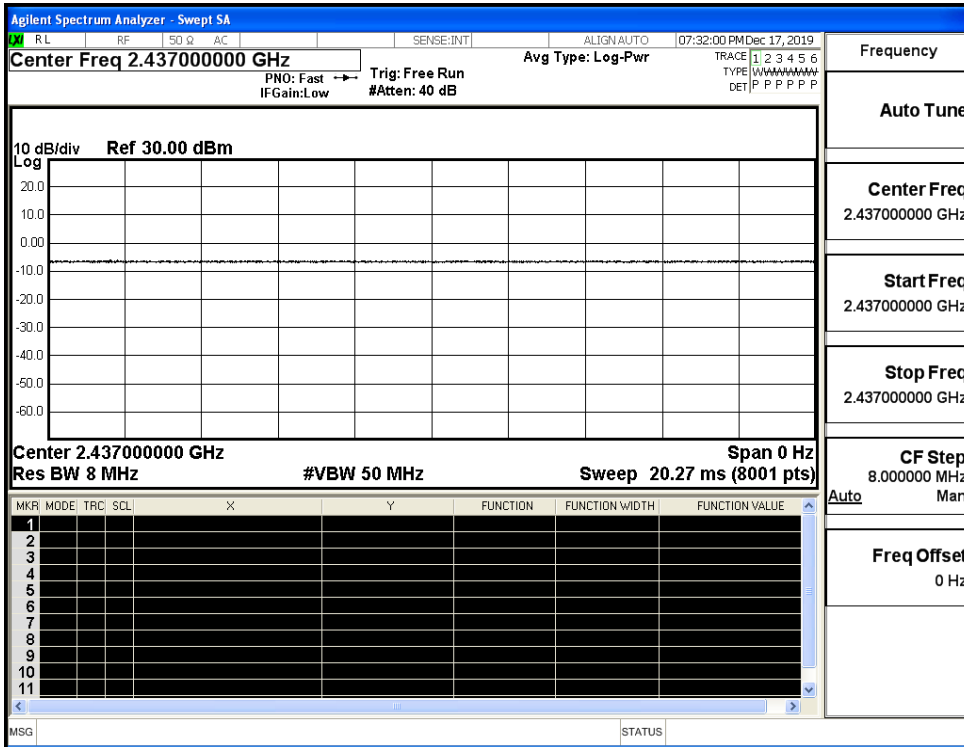 Agilent Spectrum Analyzer - Swept SA
LXI RL RF 50 Ω AC SENSE:INT ALIGN AUTO 07:32:00 PM Dec 17, 2019
Center Freq 2.437000000 GHz
PNO: Fast
IFGain:Low
Trig: Free Run
#Atten: 40 dB
Avg Type: Log-Pwr
TRACE 1 2 3 4 5 6
TYPE WWWWWW
DET P P P P P P
10 dB/div Ref 30.00 dBm
Log
20.0
10.0
0.00
-10.0
-20.0
-30.0
-40.0
-50.0
-60.0
Center 2.437000000 GHz Span 0 Hz
Res BW 8 MHz #VBW 50 MHz Sweep 20.27 ms (8001 pts)
MKR MODE TRC SCL X Y FUNCTION FUNCTION WIDTH FUNCTION VALUE
1
2
3
4
5
6
7
8
9
10
11
MSG STATUS
Frequency
Auto Tune
Center Freq
2.437000000 GHz
Start Freq
2.437000000 GHz
Stop Freq
2.437000000 GHz
CF Step
8.000000 MHz
Auto Man
Freq Offset
0 Hz